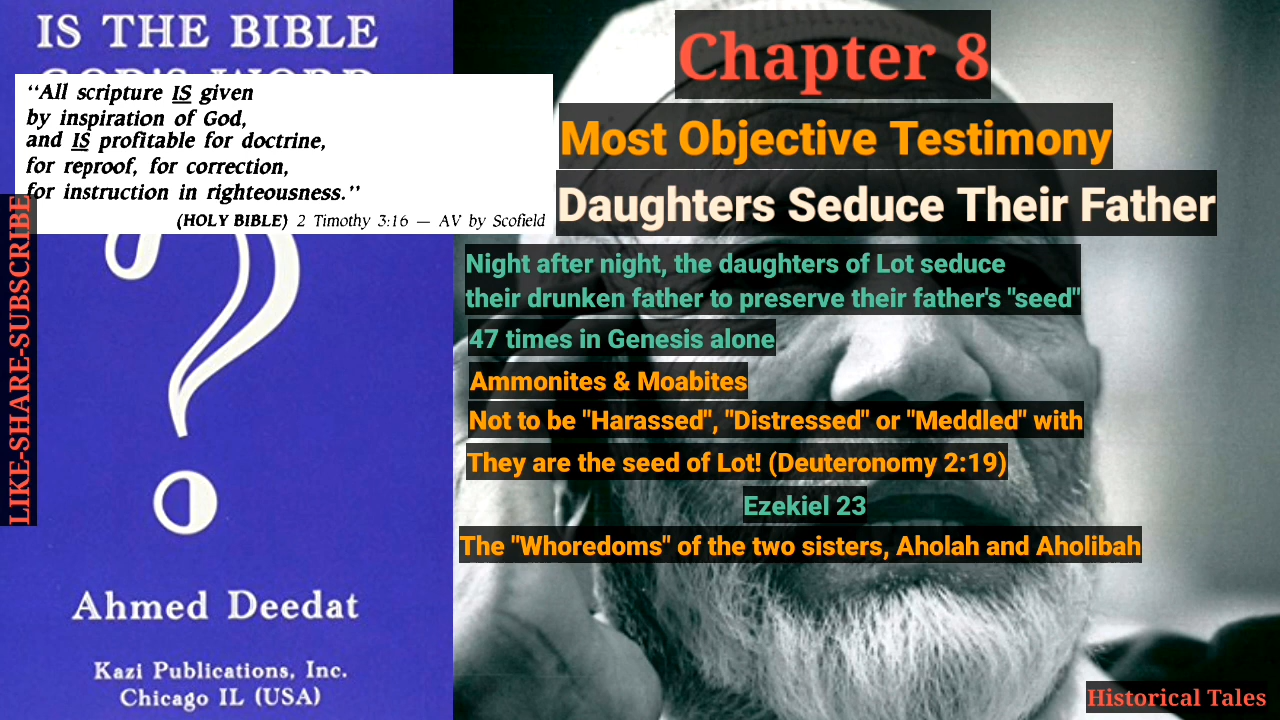 IS THE BIBLE
GOD'S WORD
“All scripture IS given
by inspiration of God,
and IS profitable for doctrine,
for reproof, for correction,
for instruction in righteousness.”
(HOLY BIBLE) 2 Timothy 3:16 — AV by Scofield
?
Ahmed Deedat
Kazi Publications, Inc.
Chicago IL (USA)
LIKE-SHARE-SUBSCRIBE
Chapter 8
Most Objective Testimony
Daughters Seduce Their Father
Night after night, the daughters of Lot seduce
their drunken father to preserve their father's "seed"
47 times in Genesis alone
Ammonites & Moabites
Not to be "Harassed", "Distressed" or "Meddled" with
They are the seed of Lot! (Deuteronomy 2:19)
Ezekiel 23
The "Whoredoms" of the two sisters, Aholah and Aholibah
Historical Tales